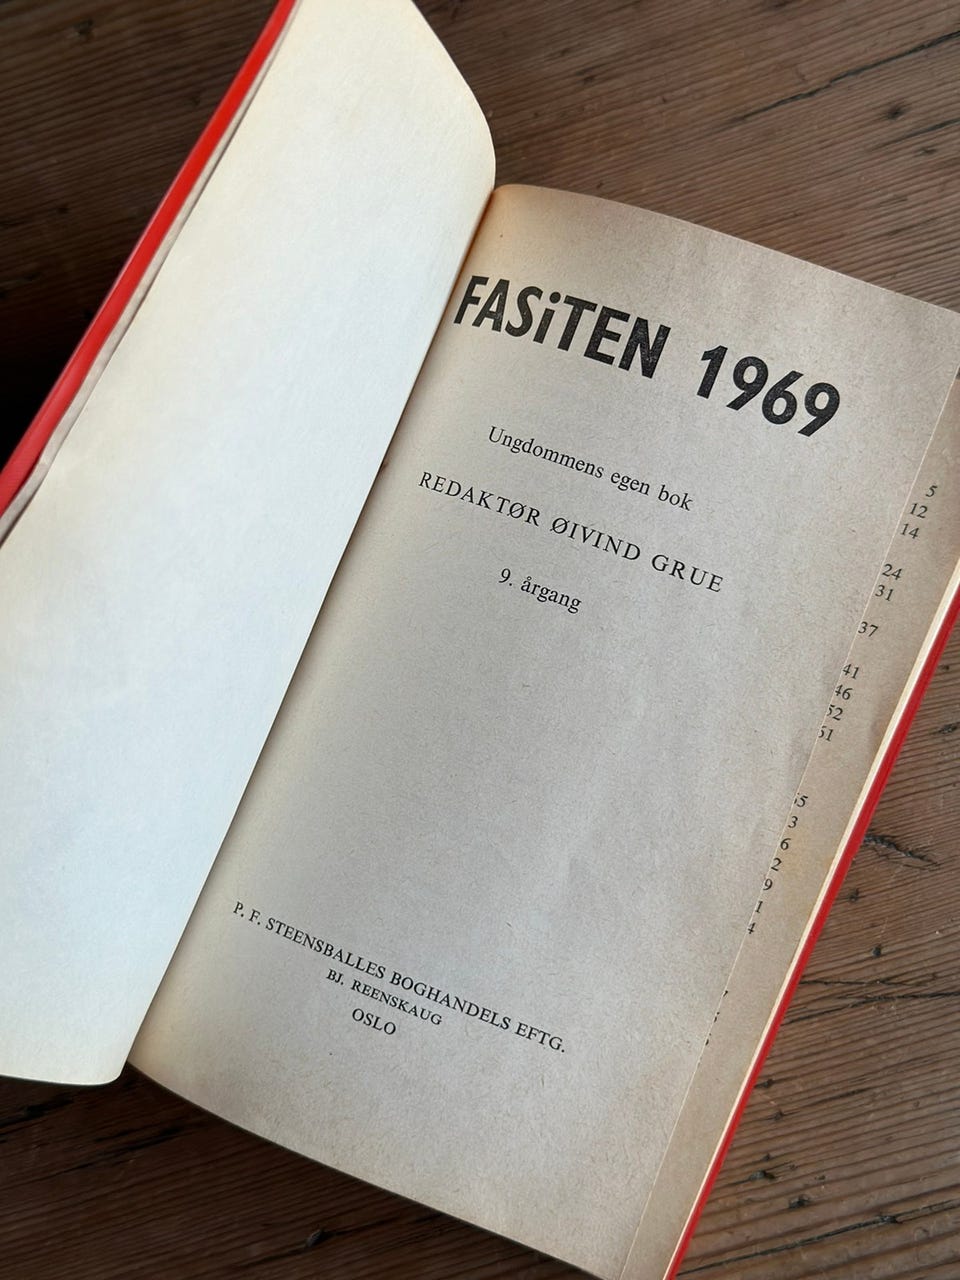 FASiTEN 1969
Ungdommens egen bok
REDAKTØR ØIVIND GRUE
9. årgang
P. F. STEENSBALLES BOGHANDELS EFTG.
BJ. REENSKAUG
OSLO
5
12
14
24
31
37
41
46
52
61